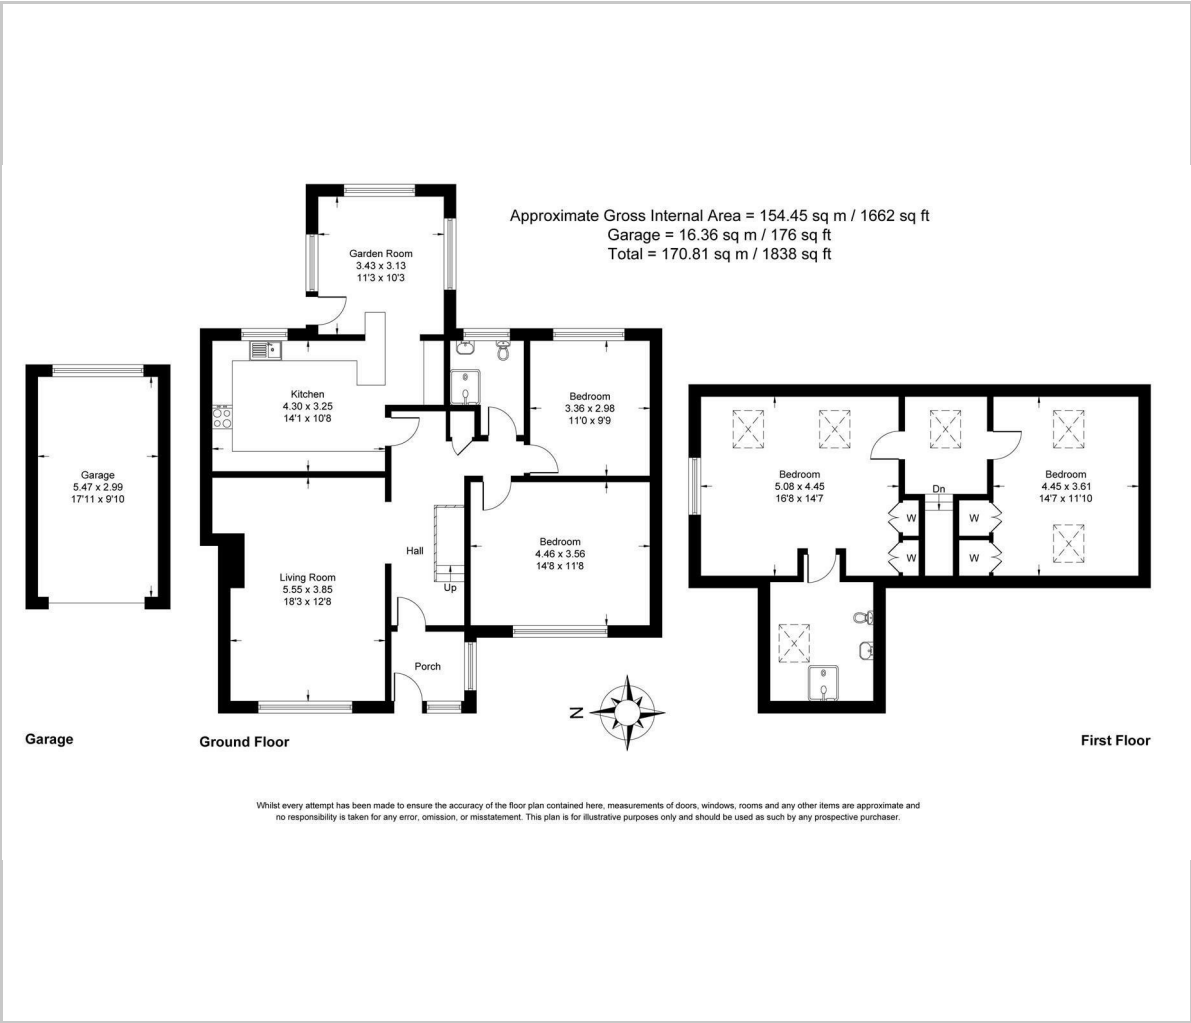 Approximate Gross Internal Area = 154.45 sq m / 1662 sq ft
Garage = 16.36 sq m / 176 sq ft
Total = 170.81 sq m / 1838 sq ft
Garden Room
3.43 x 3.13
11'3 x 10'3
Kitchen
4.30 x 3.25
14'1 x 10'8
Bedroom
3.36 x 2.98
11'0 x 9'9
Garage
5.47 x 2.99
17'11 x 9'10
Living Room
5.55 x 3.85
18'3 x 12'8
Hall
Up
Bedroom
4.46 x 3.56
14'8 x 11'8
Porch
Bedroom
5.08 x 4.45
16'8 x 14'7
Dn
Bedroom
4.45 x 3.61
14'7 x 11'10
W
W
W
W
N
Garage
Ground Floor
First Floor
Whilst every attempt has been made to ensure the accuracy of the floor plan contained here, measurements of doors, windows, rooms and any other items are approximate and
no responsibility is taken for any error, omission, or misstatement. This plan is for illustrative purposes only and should be used as such by any prospective purchaser.